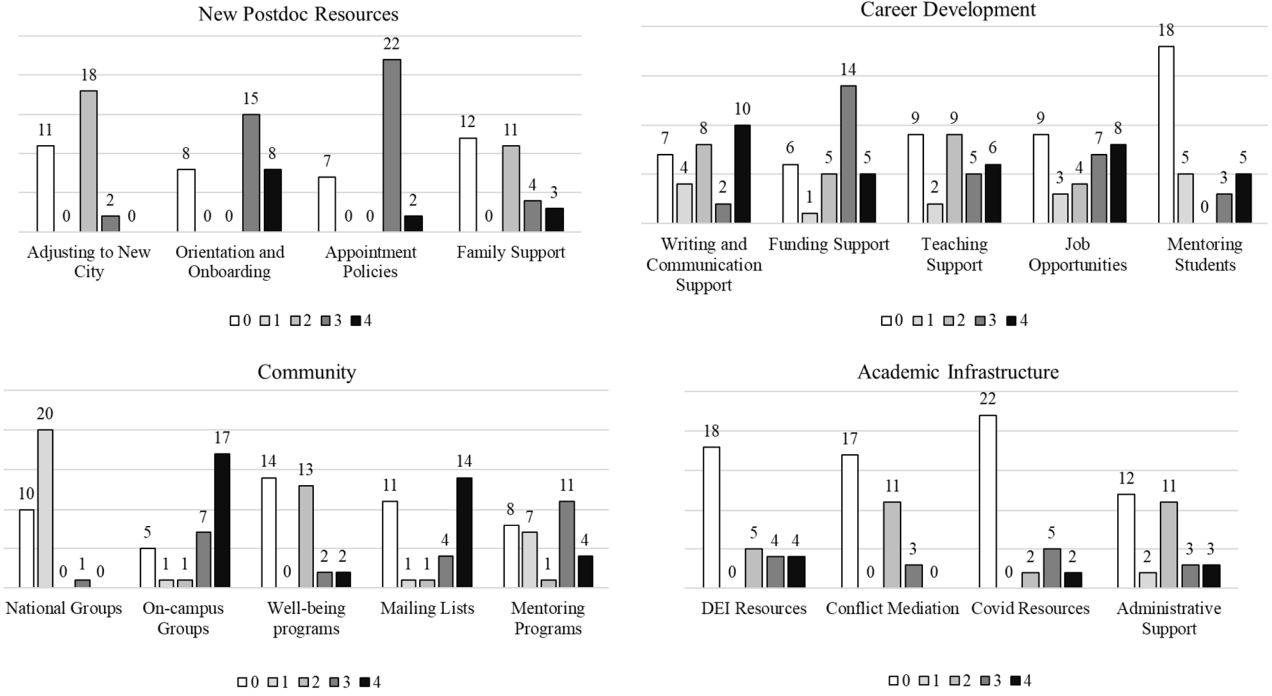 New Postdoc Resources
11 0 18 2 0
8 0 0 15 8
7 0 0 22 2
12 0 11 4 3
Adjusting to New
City
Orientation and
Onboarding
Appointment
Policies
Family Support
0 1 2 3 4
Career Development
7 4 8 2 10
6 1 5 14 5
9 2 9 5 6
9 3 4 7 8
18 5 0 3 5
Writing and
Communication
Support
Funding Support
Teaching
Support
Job
Opportunities
Mentoring
Students
0 1 2 3 4
Community
10 20 0 1 0
5 1 1 7 17
14 0 13 2 2
11 1 1 4 14
8 7 1 11 4
National Groups
On-campus
Groups
Well-being
programs
Mailing Lists
Mentoring
Programs
0 1 2 3 4
Academic Infrastructure
18 0 5 4 4
17 0 11 3 0
22 0 2 5 2
12 2 11 3 3
DEI Resources
Conflict Mediation
Covid Resources
Administrative
Support
0 1 2 3 4